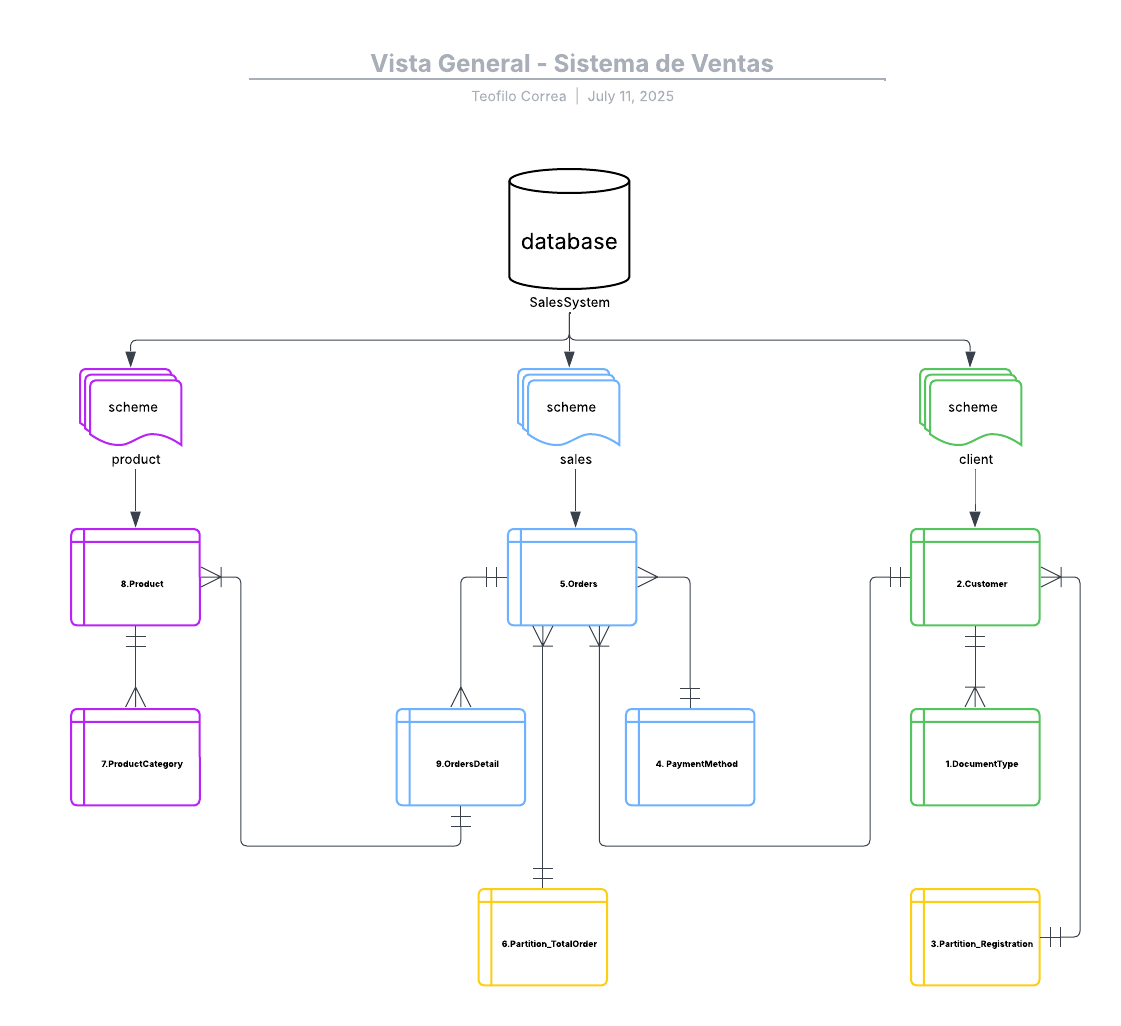 Vista General - Sistema de Ventas
Teofilo Correa | July 11, 2025
database
SalesSystem
scheme
scheme
scheme
product
sales
client
8.Product
5.Orders
2.Customer
7.ProductCategory
9.OrdersDetail
4. PaymentMethod
1.DocumentType
6.Partition_TotalOrder
3.Partition_Registration